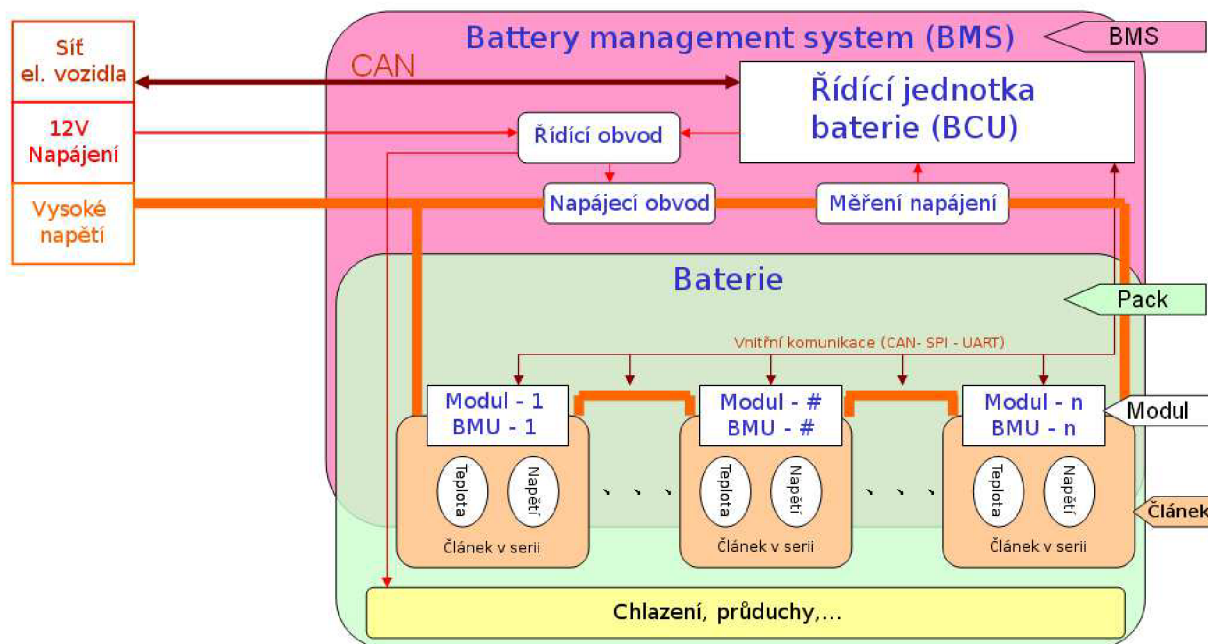 Battery management system (BMS)
BMS
Síť
el. vozidla
CAN
Řídící jednotka
baterie (BCU)
12V
Napájení
Řídící obvod
Vysoké
napětí
Napájecí obvod
Měření napájení
Baterie
Pack
Vnitřní komunikace (CAN- SPI - UART)
Modul - 1
BMU - 1
Modul - #
BMU - #
Modul - n
BMU - n
Modul
Teplota
Napětí
, , ,
Teplota
Napětí
, , ,
Teplota
Napětí
Článek
Článek v serii
Článek v serii
Článek v serii
Chlazení, průduchy,...